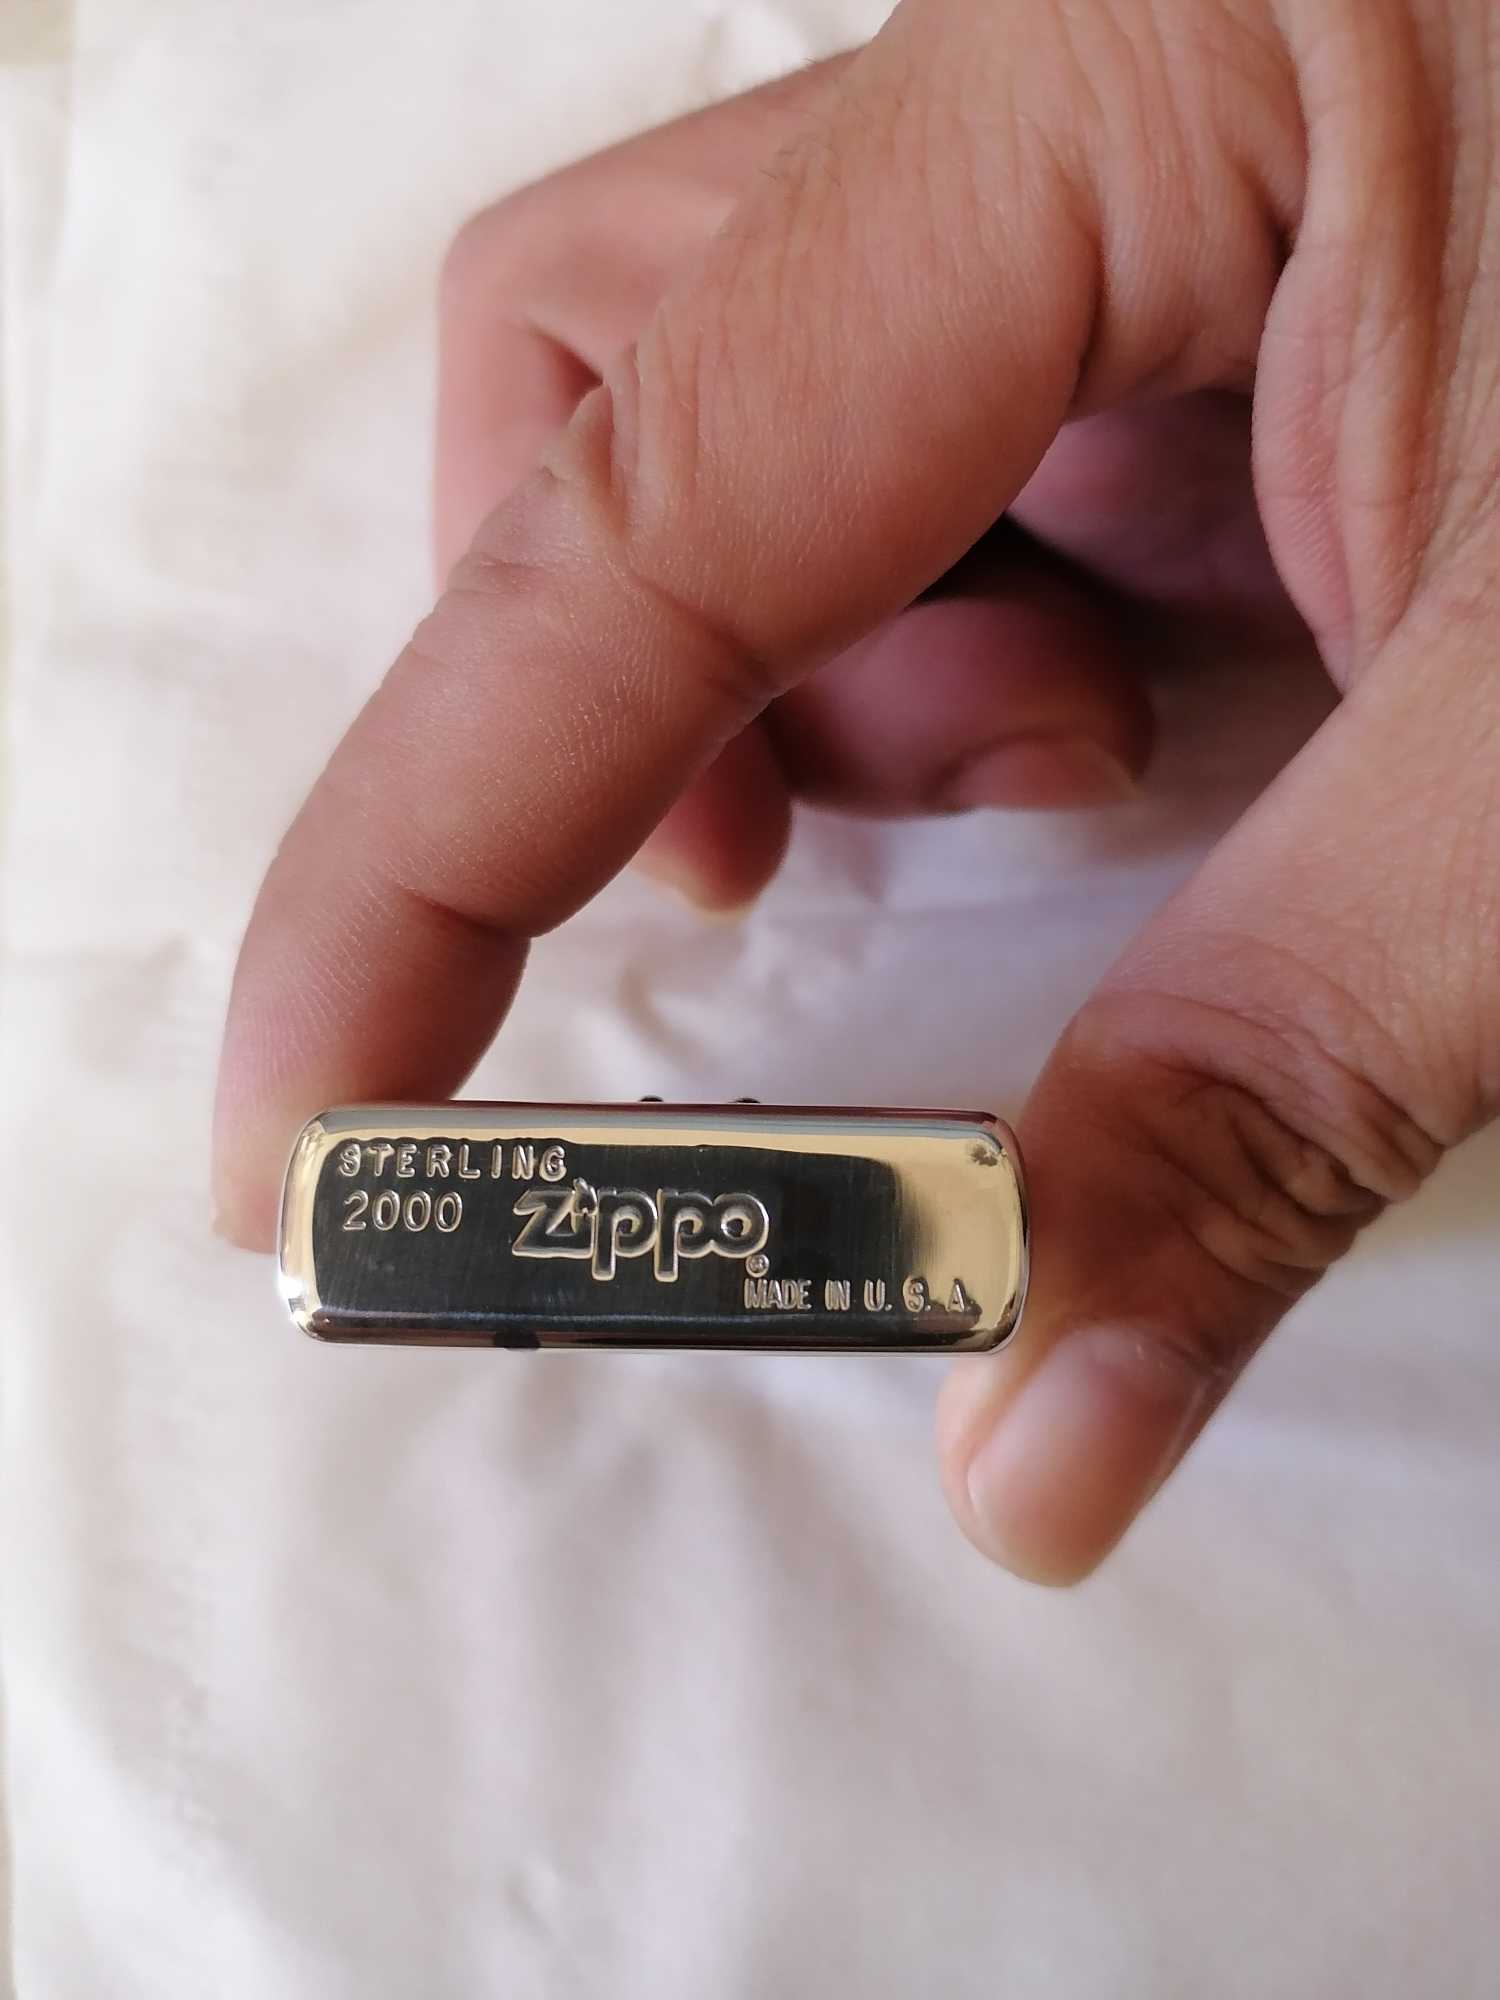 STERLING
2000
Zippo
®
MADE IN U. S. A.